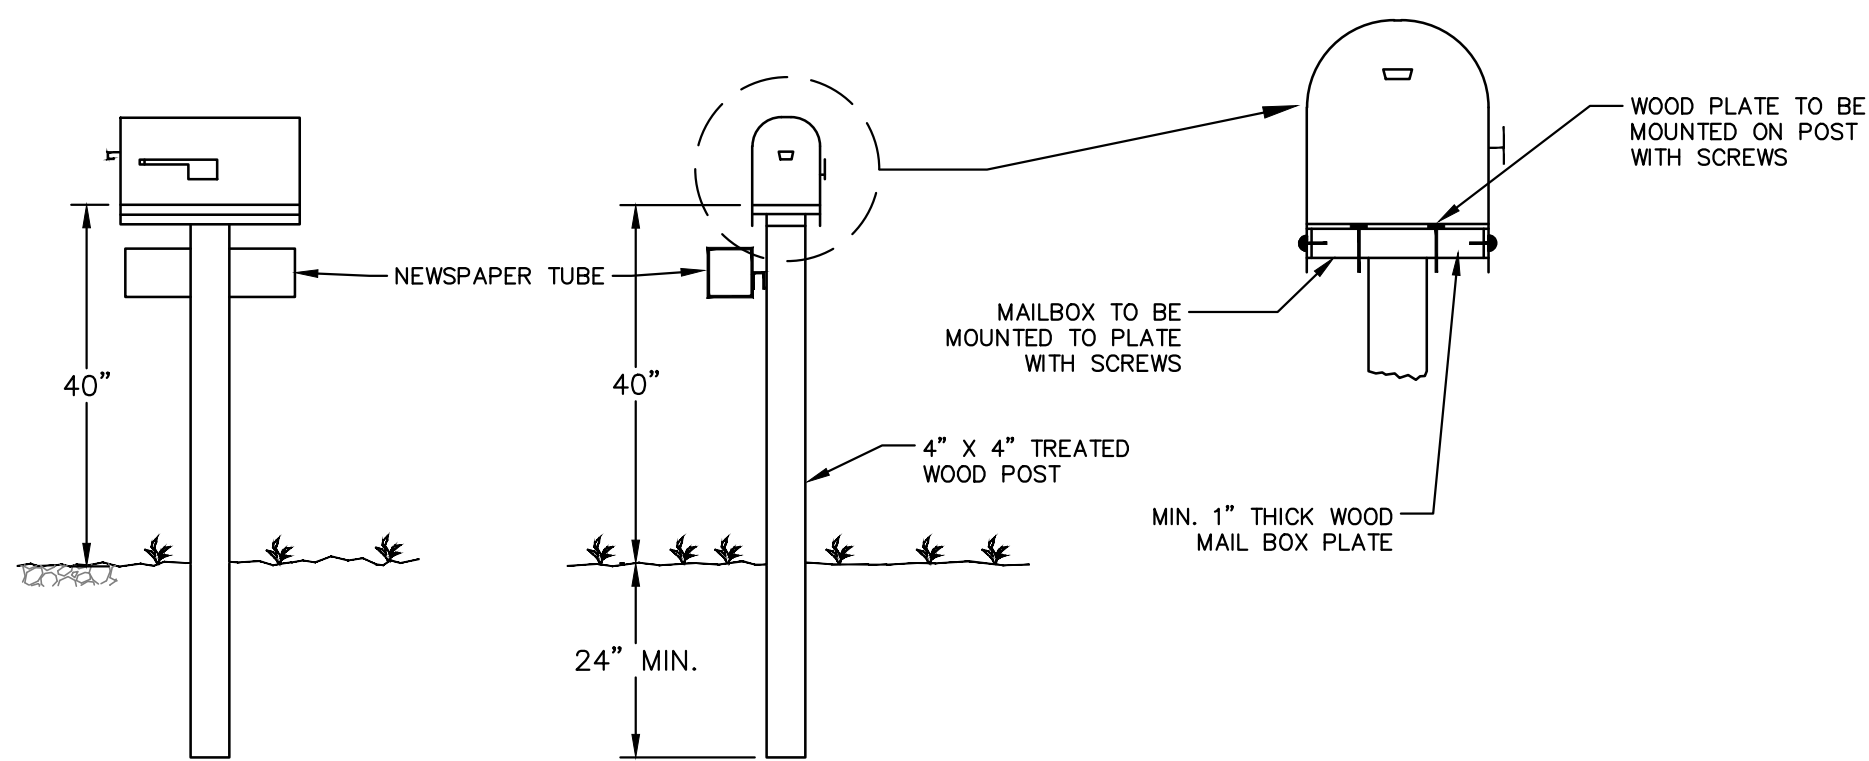 WOOD PLATE TO BE
MOUNTED ON POST
WITH SCREWS
NEWSPAPER TUBE
MAILBOX TO BE
MOUNTED TO PLATE
WITH SCREWS
40”
40”
4” X 4” TREATED
WOOD POST
MIN. 1” THICK WOOD
MAIL BOX PLATE
24” MIN.